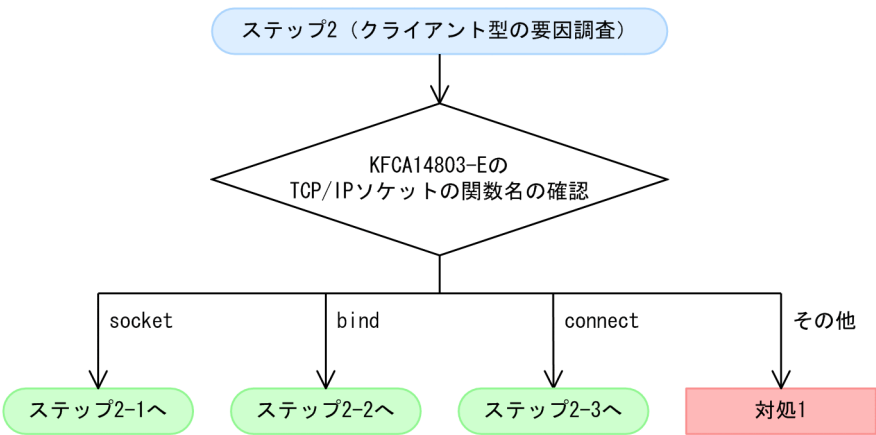 ステップ2（クライアント型の要因調査）
KFCA14803-Eの
TCP/IPソケットの関数名の確認
socket
bind
connect
その他
ステップ2-1へ
ステップ2-2へ
ステップ2-3へ
対処1